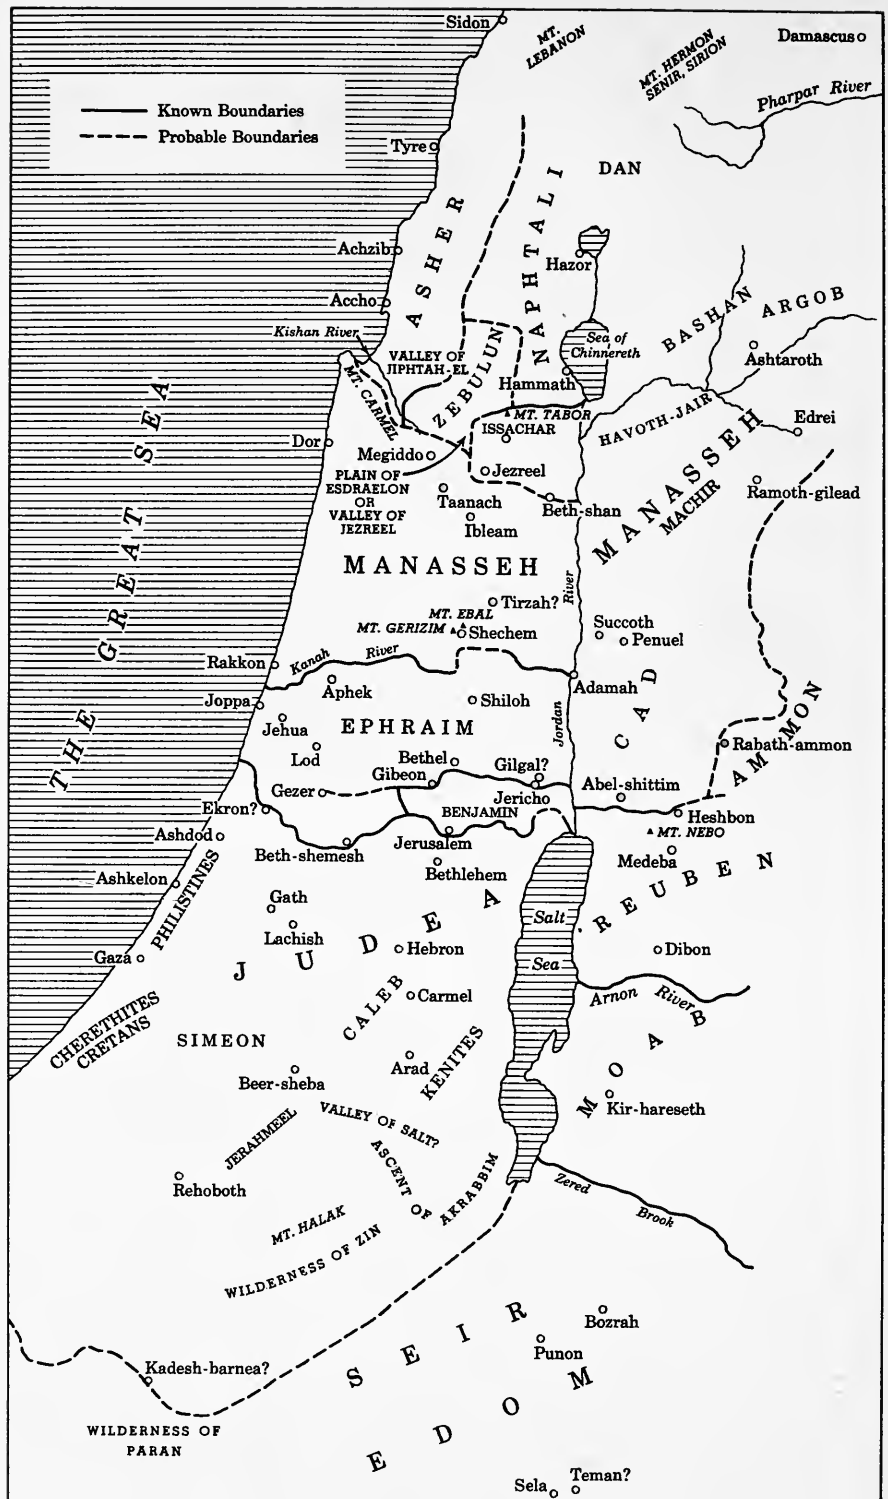 Sidon
MT.
LEBANON
MT. HERMON
SENIR, SIRION
Damascus
Pharpar River
Known Boundaries
Probable Boundaries
Tyre
DAN
ASHER
NAPHTALI
Achzib
Hazor
Accho
BASHAN
ARGOB
Kishan River
Sea of
Chinnereth
VALLEY OF
JIPHTAH-EL
ZEBULUN
Ashtaroth
Hammath
MT. CARMEL
MT. TABOR
ISSACHAR
HAVOTH-JAIR
Edrei
Dor
Megiddo
Jezreel
PLAIN OF
ESDRAELON
OR
VALLEY OF
JEZREEL
Taanach
Ibleam
Beth-shan
MANASSEH
MACHIR
Ramoth-gilead
THE GREAT SEA
MANASSEH
Tirzah?
MT. EBAL
MT. GERIZIM
Shechem
Jordan River
Succoth
Penuel
Rakkon
Kanah River
Adamah
Joppa
Aphek
Shiloh
CAD
Jehua
EPHRAIM
Lod
Bethel
Gilgal?
Rabath-ammon
AMMON
Gibeon
Gezer
Jericho
Abel-shittim
Ekron?
BENJAMIN
Heshbon
Ashdod
MT. NEBO
Beth-shemesh
Jerusalem
Medeba
Bethlehem
Ashkelon
PHILISTINES
REUBEN
Gath
Lachish
Salt
Sea
Gaza
JUDEA
Hebron
Dibon
CALEB
Carmel
Arnon River
CHERETHITES
CRETANS
SIMEON
MOAB
Arad
KENITES
Beer-sheba
Kir-hareseth
JERAHMEEL
VALLEY OF SALT?
ASCENT OF AKRABBIM
Rehoboth
Zered Brook
MT. HALAK
WILDERNESS OF ZIN
SEIR
Bozrah
Punon
Kadesh-barnea?
EDOM
WILDERNESS OF
PARAN
Sela
Teman?